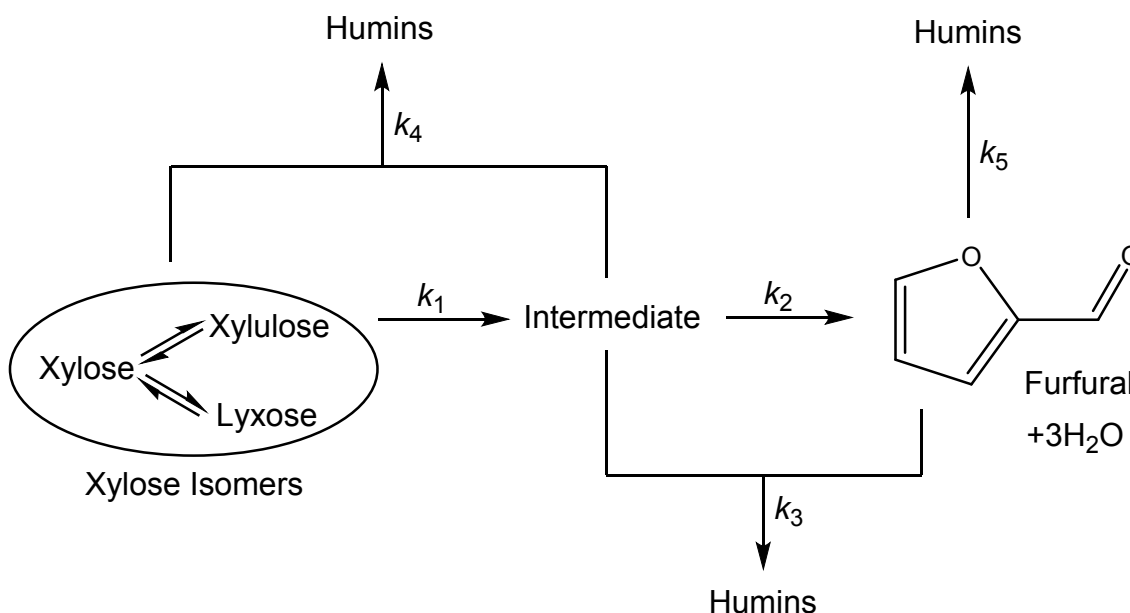 Humins
Humins
k4
k5
O
O
k1
k2
Intermediate
Xylulose
Xylose
Lyxose
Furfural
+3H2O
Xylose Isomers
k3
Humins